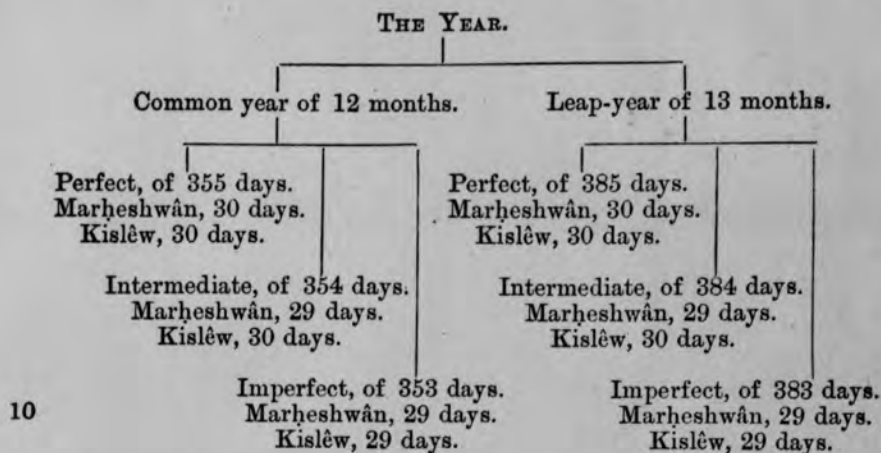 THE YEAR.
Common year of 12 months. Leap-year of 13 months.
Perfect, of 355 days. Perfect, of 385 days.
Marḥeshwân, 30 days. Marḥeshwân, 30 days.
Kislêw, 30 days. Kislêw, 30 days.
Intermediate, of 354 days. Intermediate, of 384 days.
Marḥeshwân, 29 days. Marḥeshwân, 29 days.
Kislêw, 30 days. Kislêw, 30 days.
Imperfect, of 353 days. Imperfect, of 383 days.
10 Marḥeshwân, 29 days. Marḥeshwân, 29 days.
Kislêw, 29 days. Kislêw, 29 days.